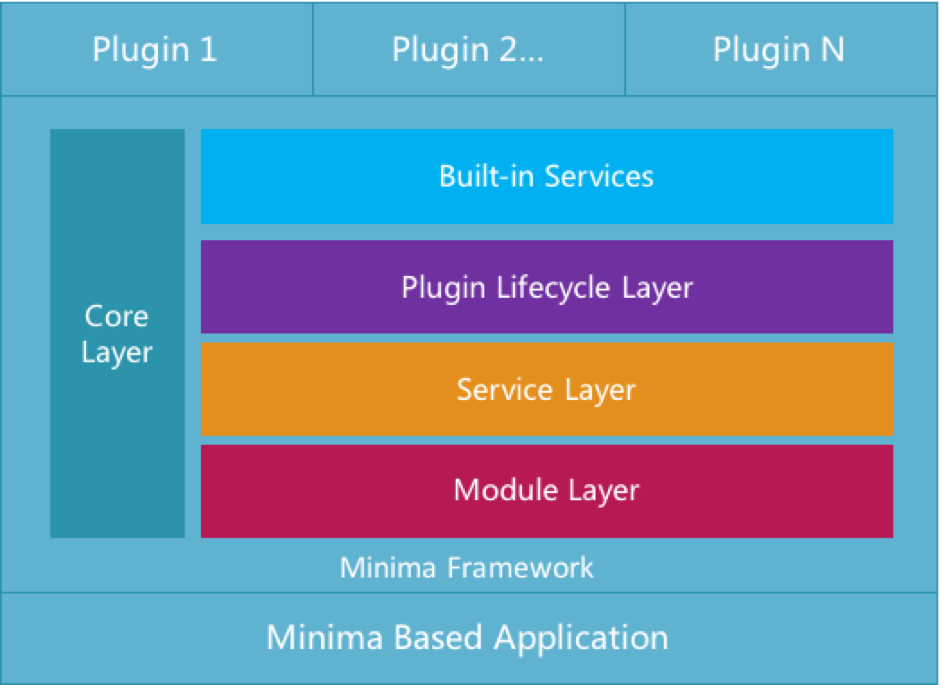 Plugin 1
Plugin 2...
Plugin N
Built-in Services
Plugin Lifecycle Layer
Core
Layer
Service Layer
Module Layer
Minima Framework
Minima Based Application